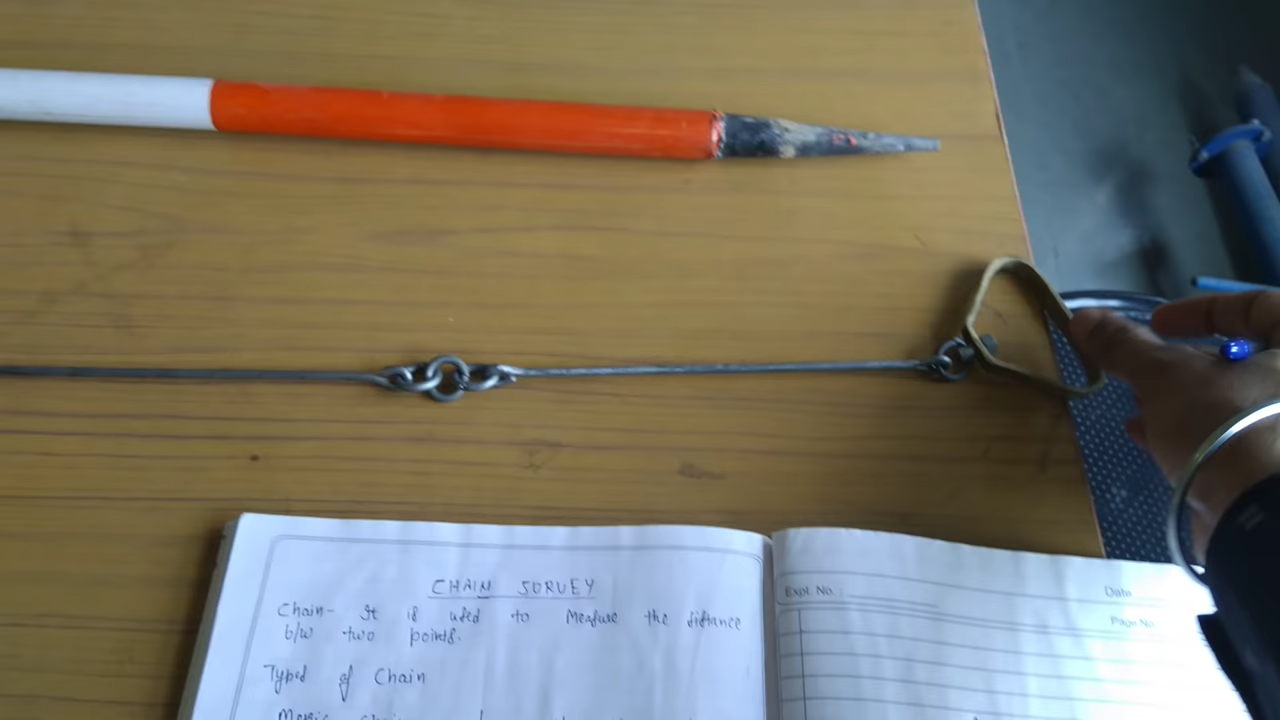 CHAIN SURVEY
Chain- It is used to Measure the distance
b/w two points.
Types of Chain
Expt. No.
Date
Page No.